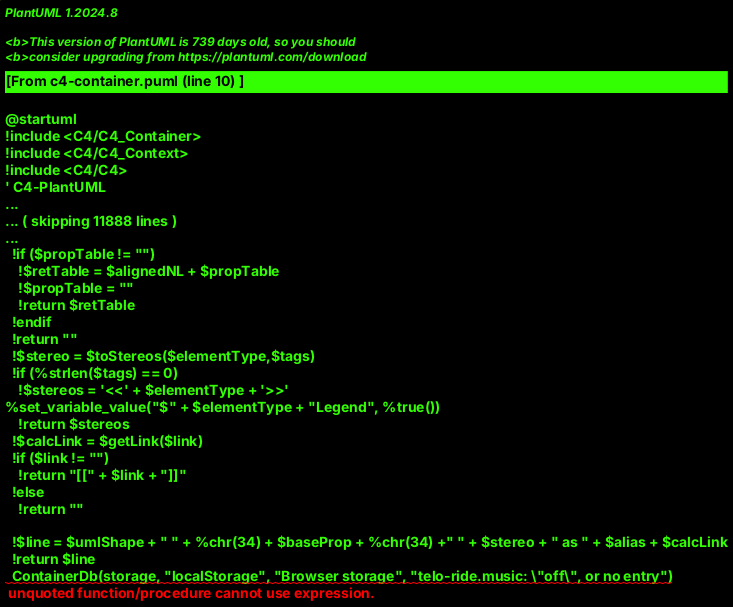 PlantUML 1.2024.8
<b>This version of PlantUML is 739 days old, so you should
<b>consider upgrading from https://plantuml.com/download
[From c4-container.puml (line 10) ]
@startuml
!include <C4/C4_Container>
!include <C4/C4_Context>
!include <C4/C4>
' C4-PlantUML
...
... ( skipping 11888 lines )
...
!if ($propTable != "")
!$retTable = $alignedNL + $propTable
!$propTable = ""
!return $retTable
!endif
!return ""
!$stereo = $toStereos($elementType,$tags)
!if (%strlen($tags) == 0)
!$stereos = '<<' + $elementType + '>>'
%set_variable_value("$" + $elementType + "Legend", %true())
!return $stereos
!$calcLink = $getLink($link)
!if ($link != "")
!return "[[" + $link + "]]"
!else
!return ""
!$line = $umlShape + " " + %chr(34) + $baseProp + %chr(34) +" " + $stereo + " as " + $alias + $calcLink
!return $line
ContainerDb(storage, "localStorage", "Browser storage", "telo-ride.music: \"off\", or no entry")
unquoted function/procedure cannot use expression.